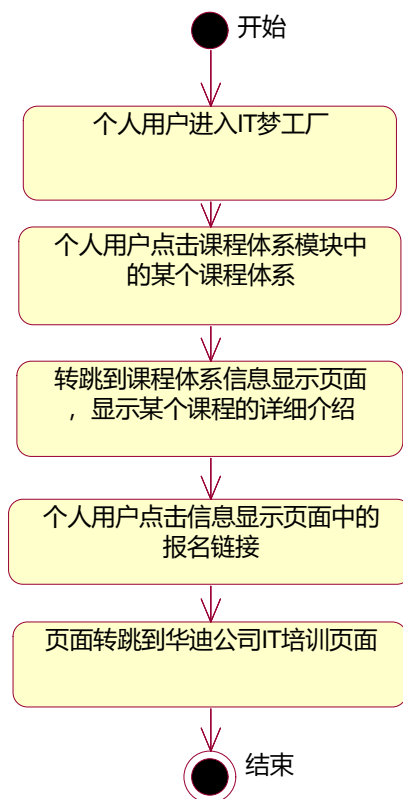 开始
个人用户进入IT梦工厂
个人用户点击课程体系模块中
的某个课程体系
转跳到课程体系信息显示页面
，显示某个课程的详细介绍
个人用户点击信息显示页面中的
报名链接
页面转跳到华迪公司IT培训页面
结束